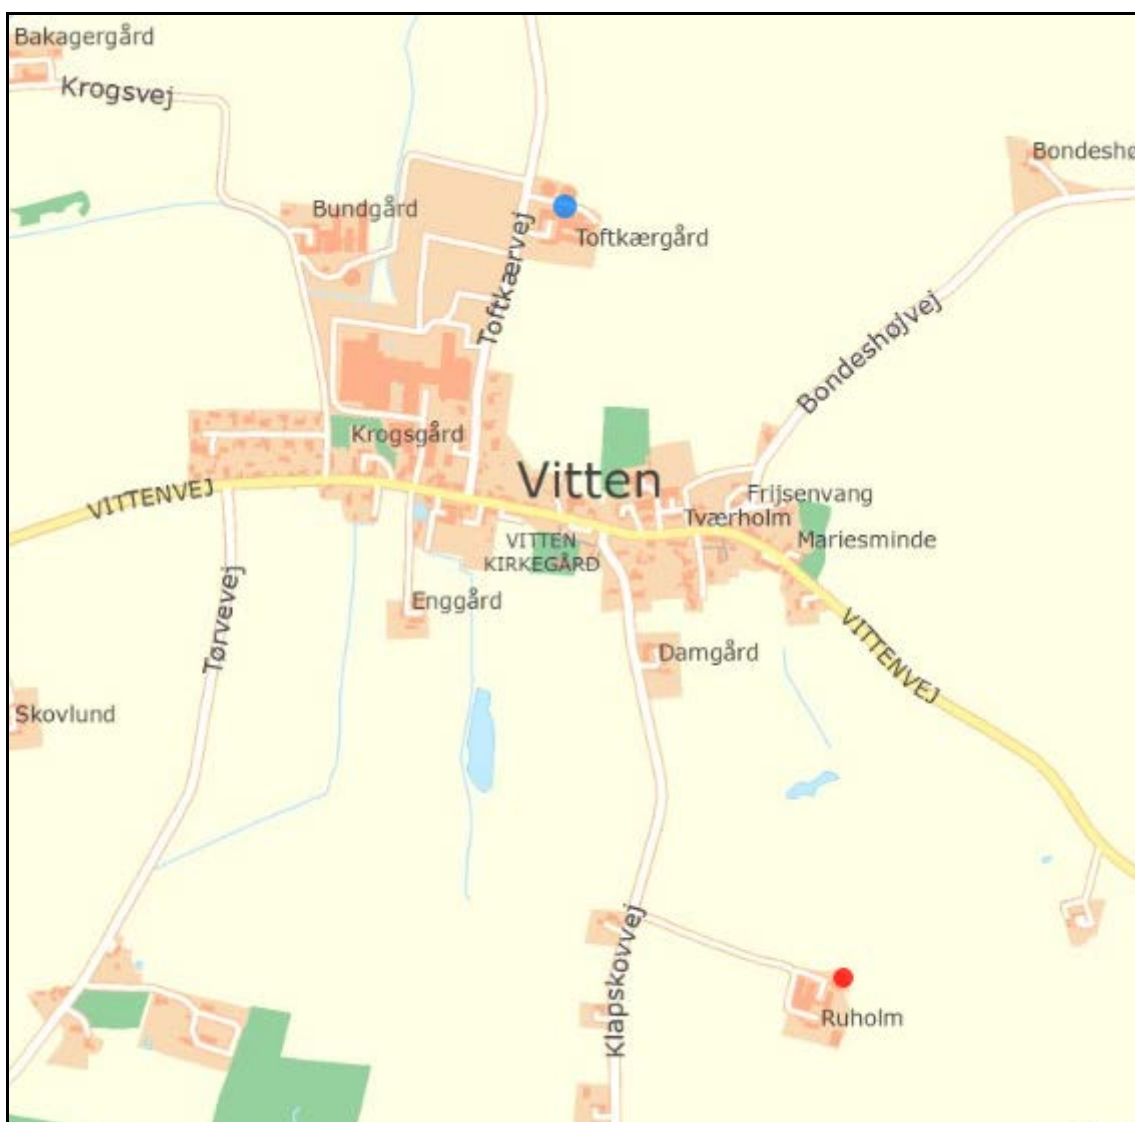 Bakagergård
Krogsvej
Bondeshø
Bundgård
Toftkærgård
Toftkærvej
Bondeshøjvej
Krogsgård
Vitten
VITTENVEJ
Frijsenvang
Tværholm
Mariesminde
VITTEN
KIRKEGÅRD
Enggård
Tørvevej
Damgård
VITTENVEJ
Skovlund
Klapskovvej
Ruholm